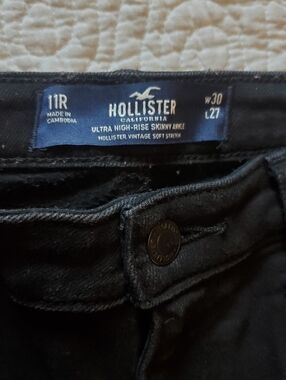 11R
MADE IN
CAMBODIA
HOLLISTER
CALIFORNIA
ULTRA HIGH-RISE SKINNY ANKLE
HOLLISTER VINTAGE SOFT STRETCH
W30
L27